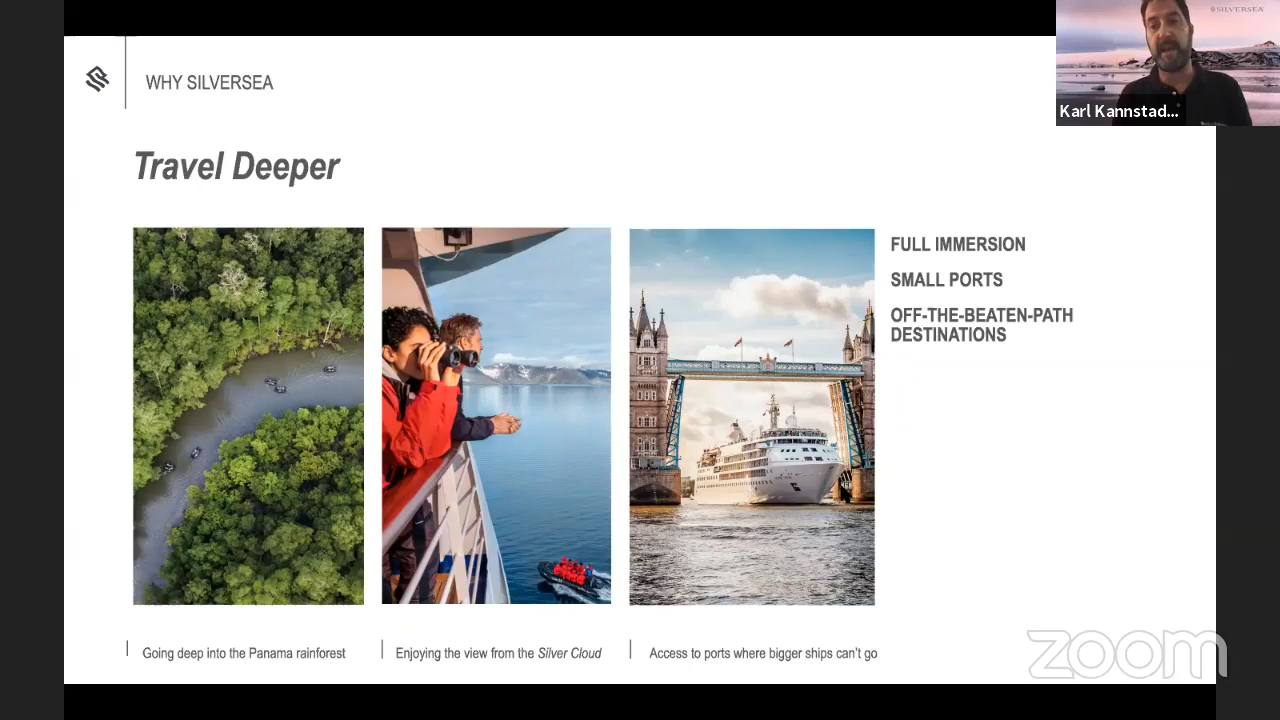 SILVERSEA
Karl Kannstad...
WHY SILVERSEA
Travel Deeper
FULL IMMERSION
SMALL PORTS
OFF-THE-BEATEN-PATH
DESTINATIONS
Going deep into the Panama rainforest
Enjoying the view from the Silver Cloud
Access to ports where bigger ships can't go
zoom